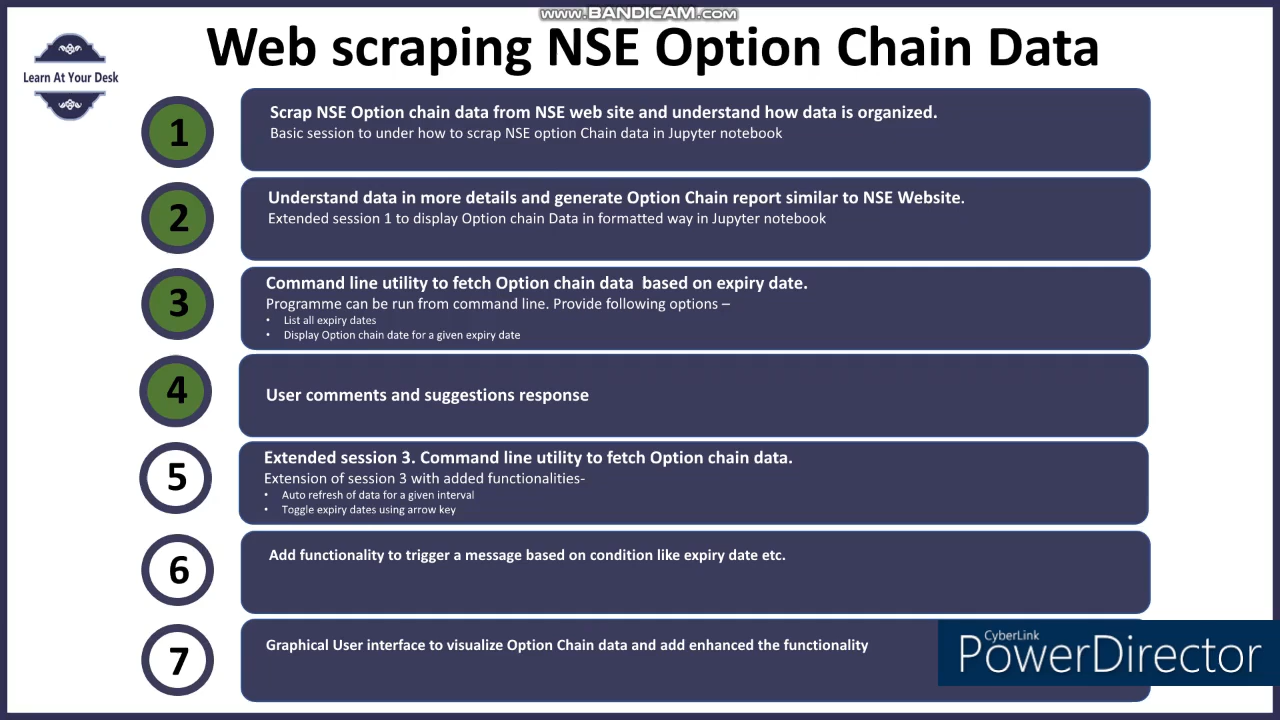 www.BANDICAM.com
Web scraping NSE Option Chain Data
Learn At Your Desk
1
Scrap NSE Option chain data from NSE web site and understand how data is organized.
Basic session to under how to scrap NSE option Chain data in Jupyter notebook
2
Understand data in more details and generate Option Chain report similar to NSE Website.
Extended session 1 to display Option chain Data in formatted way in Jupyter notebook
3
Command line utility to fetch Option chain data based on expiry date.
Programme can be run from command line. Provide following options –
• List all expiry dates
• Display Option chain date for a given expiry date
4
User comments and suggestions response
5
Extended session 3. Command line utility to fetch Option chain data.
Extension of session 3 with added functionalities-
• Auto refresh of data for a given interval
• Toggle expiry dates using arrow key
6
Add functionality to trigger a message based on condition like expiry date etc.
7
Graphical User interface to visualize Option Chain data and add enhanced the functionality
CyberLink
PowerDirector